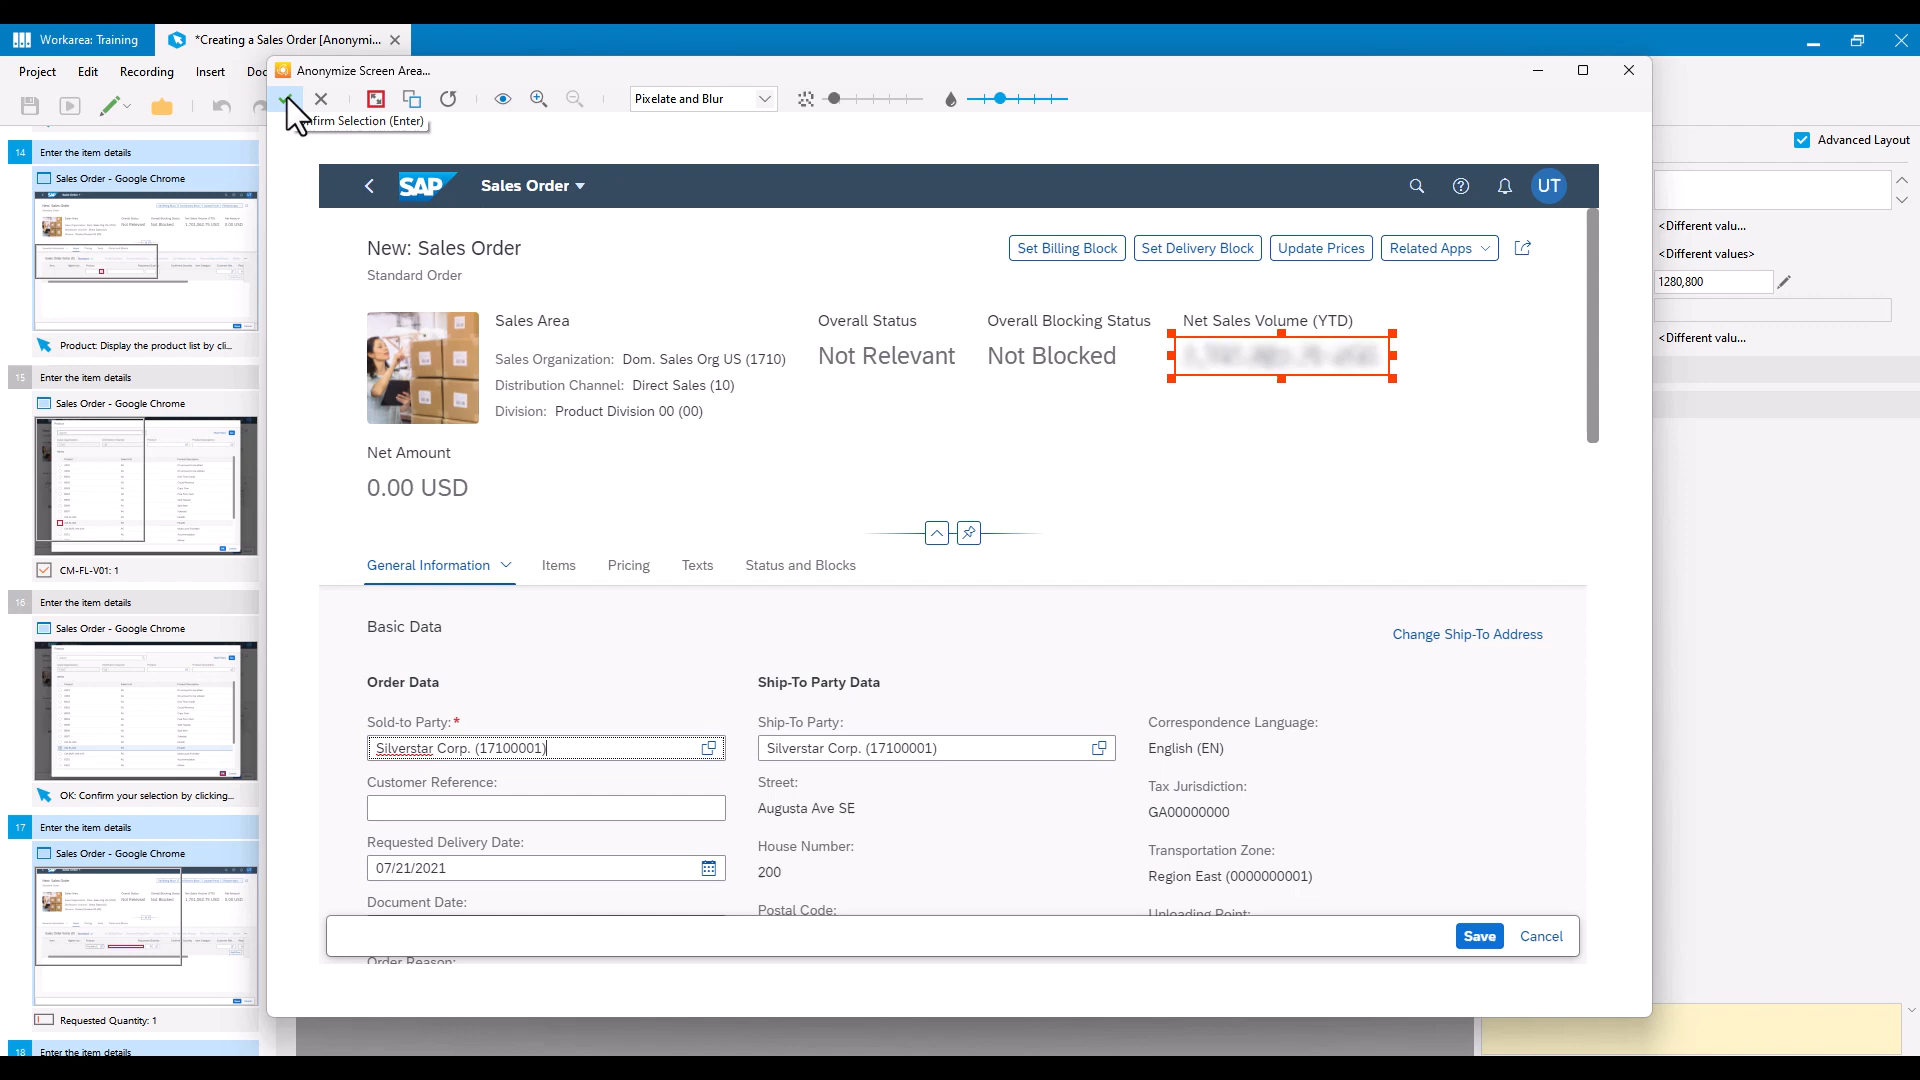 Workarea: Training
*Creating a Sales Order [Anonymi...
Project
Edit
Recording
Insert
Doc
Anonymize Screen Area...
Pixelate and Blur
nfirm Selection (Enter)
Advanced Layout
<Different valu...
<Different values>
1280,800
<Different valu...
14
Enter the item details
Sales Order - Google Chrome
Product: Display the product list by cli...
15
Enter the item details
Sales Order - Google Chrome
CM-FL-V01: 1
16
Enter the item details
Sales Order - Google Chrome
OK: Confirm your selection by clicking...
17
Enter the item details
Sales Order - Google Chrome
Requested Quantity: 1
18
Enter the item details
SAP
Sales Order
UT
New: Sales Order
Standard Order
Set Billing Block
Set Delivery Block
Update Prices
Related Apps
Sales Area
Sales Organization: Dom. Sales Org US (1710)
Distribution Channel: Direct Sales (10)
Division: Product Division 00 (00)
Overall Status
Not Relevant
Overall Blocking Status
Not Blocked
Net Sales Volume (YTD)
Net Amount
0.00 USD
General Information
Items
Pricing
Texts
Status and Blocks
Basic Data
Change Ship-To Address
Order Data
Sold-to Party:*
Silverstar Corp. (17100001)
Customer Reference:
Requested Delivery Date:
07/21/2021
Document Date:
Order Reason:
Ship-To Party Data
Ship-To Party:
Silverstar Corp. (17100001)
Street:
Augusta Ave SE
House Number:
200
Postal Code:
Correspondence Language:
English (EN)
Tax Jurisdiction:
GA00000000
Transportation Zone:
Region East (0000000001)
Unloading Point:
Save
Cancel